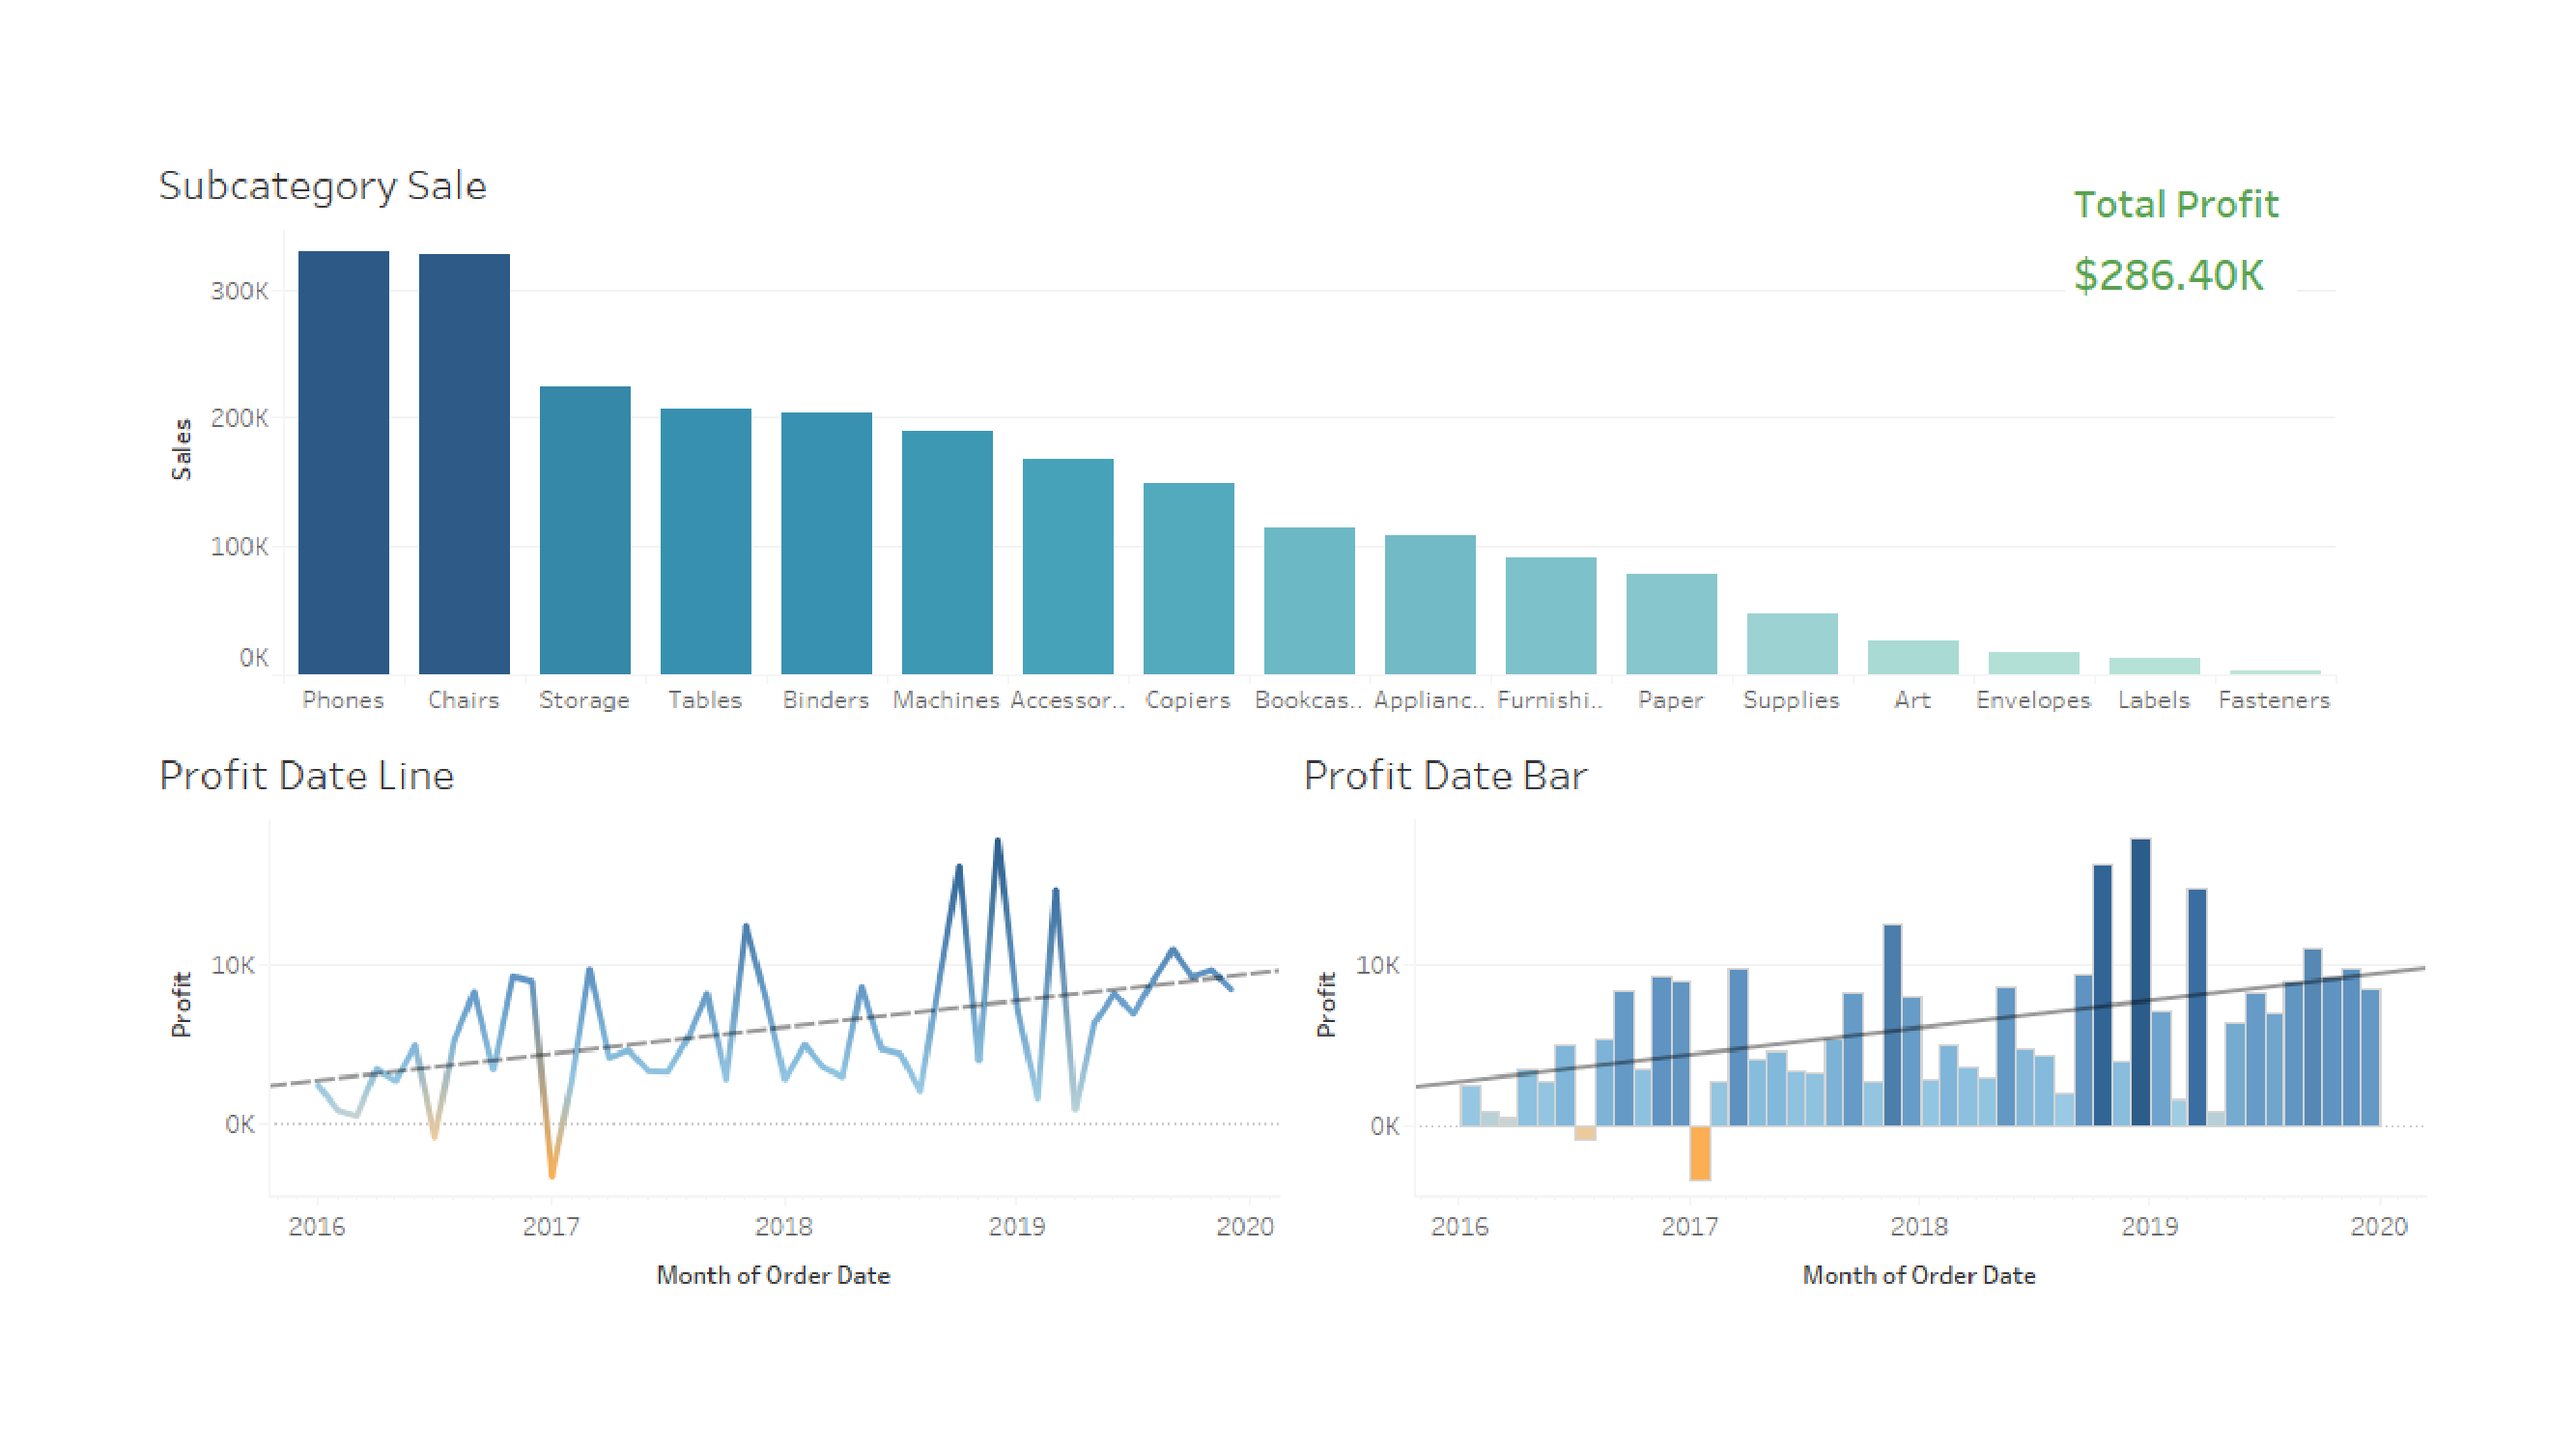 Subcategory Sale
Total Profit
$286.40K
300K
200K
100K
0K
Sales
Phones Chairs Storage Tables Binders Machines Accessor.. Copiers Bookcas.. Applianc.. Furnishi.. Paper Supplies Art Envelopes Labels Fasteners
Profit Date Line
10K
0K
Profit
2016 2017 2018 2019 2020
Month of Order Date
Profit Date Bar
10K
0K
Profit
2016 2017 2018 2019 2020
Month of Order Date